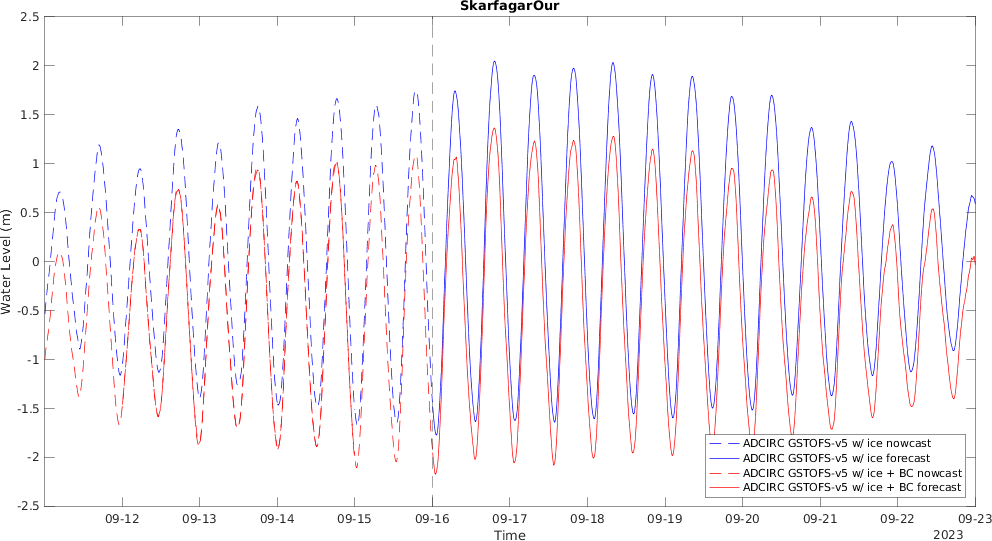 SkarfagarOur
2.5
2
1.5
1
0.5
0
-0.5
-1
-1.5
-2
-2.5
Water Level (m)
ADCIRC GSTOFS-v5 w/ ice nowcast
ADCIRC GSTOFS-v5 w/ ice forecast
ADCIRC GSTOFS-v5 w/ ice + BC nowcast
ADCIRC GSTOFS-v5 w/ ice + BC forecast
09-12 09-13 09-14 09-15 09-16 09-17 09-18 09-19 09-20 09-21 09-22 09-23
Time
2023